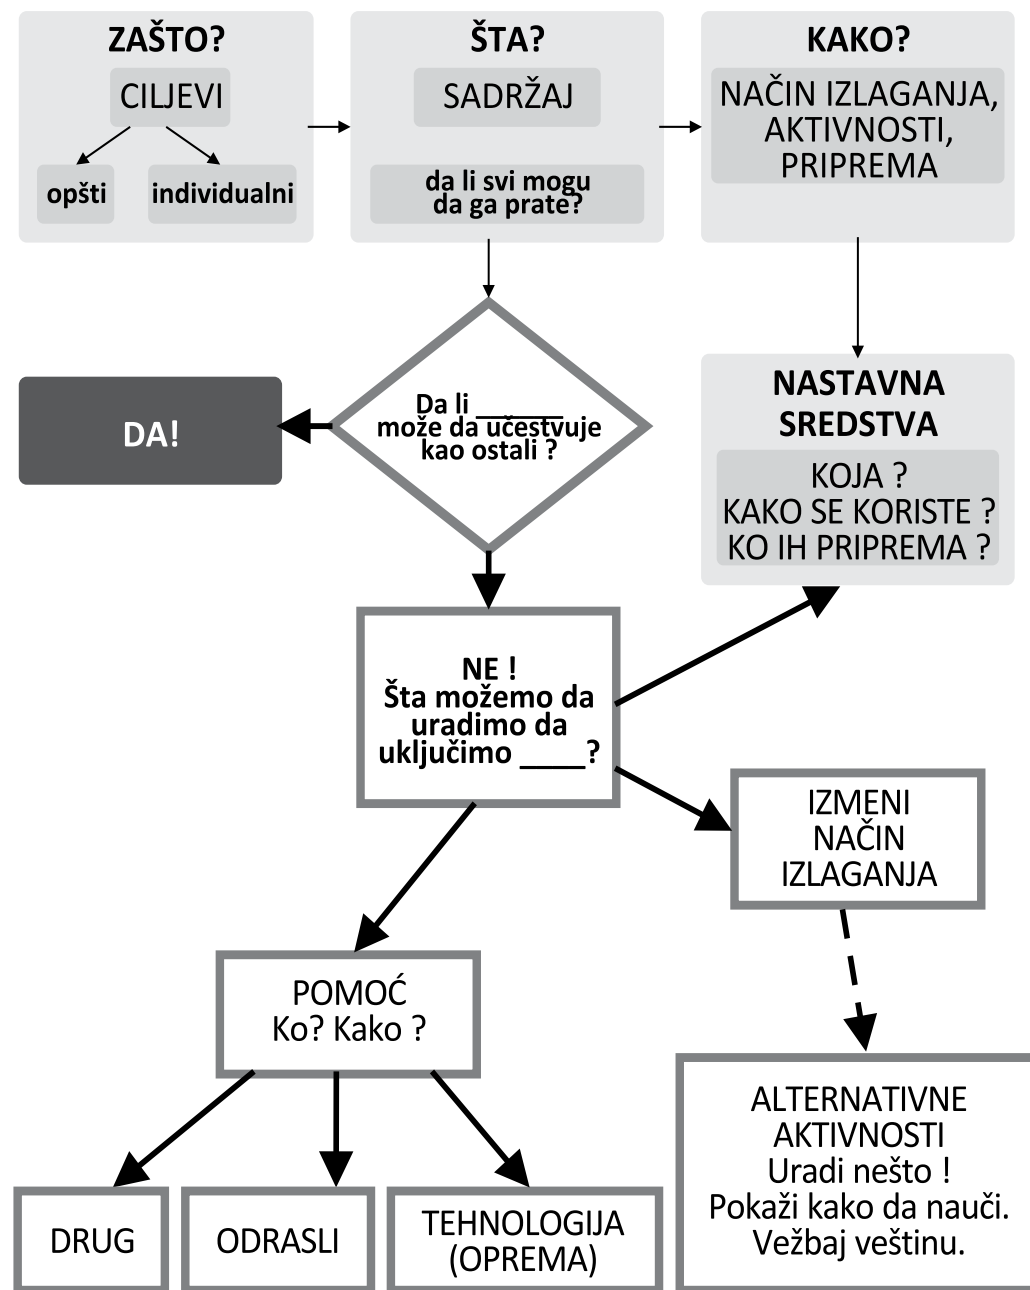 ZAŠTO?
CILJEVI
opšti
individualni
ŠTA?
SADRŽAJ
da li svi mogu
da ga prate?
KAKO?
NAČIN IZLAGANJA,
AKTIVNOSTI,
PRIPREMA
DA!
Da li _______
može da učestvuje
kao ostali ?
NASTAVNA
SREDSTVA
KOJA ?
KAKO SE KORISTE ?
KO IH PRIPREMA ?
NE !
Šta možemo da
uradimo da
uključimo _____?
IZMENI
NAČIN
IZLAGANJA
POMOĆ
Ko? Kako ?
DRUG
ODRASLI
TEHNOLOGIJA
(OPREMA)
ALTERNATIVNE
AKTIVNOSTI
Uradi nešto !
Pokaži kako da nauči.
Vežbaj veštinu.